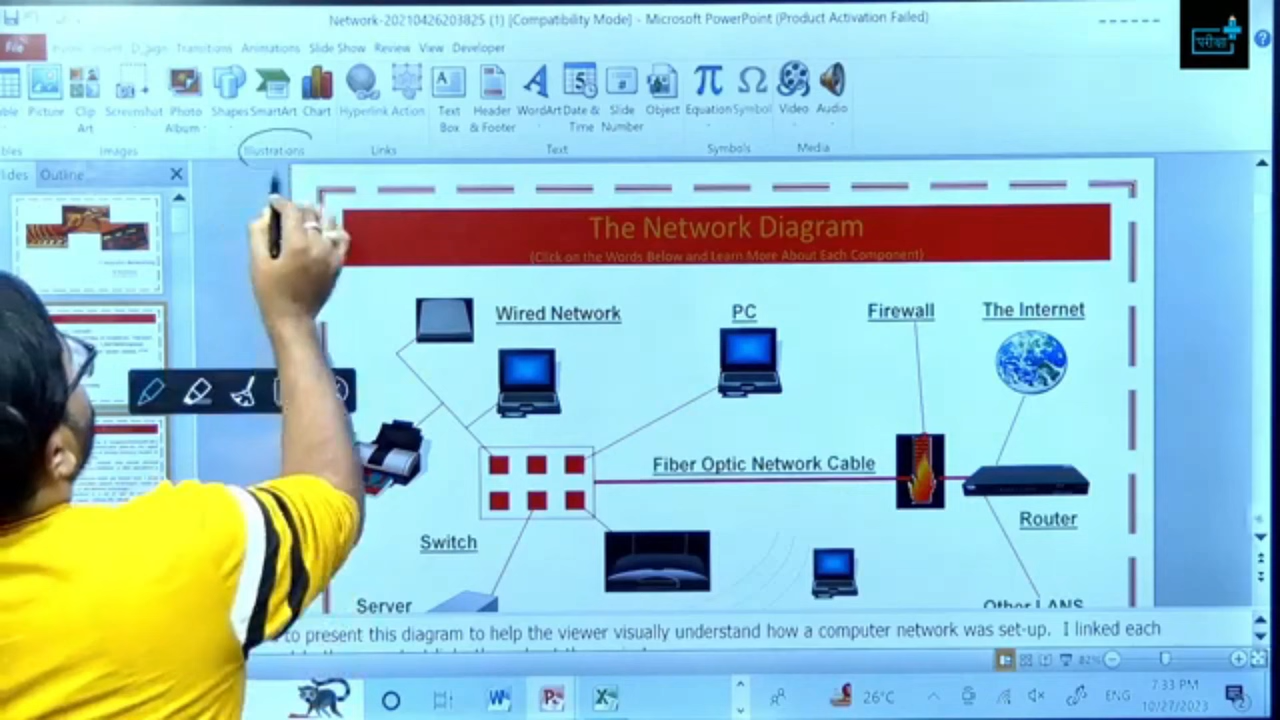 Network-20210426203825 (1) [Compatibility Mode] - Microsoft PowerPoint (Product Activation Failed)
परीक्षा
File Transitions Animations Slide Show Review View Developer
Picture Clip Art Screenshot Photo Album Shapes SmartArt Chart Hyperlink Action Text Box Header & Footer WordArt Date & Time Slide Number Object Equation Symbol Video Audio
Images Illustrations Links Text Symbols Media
Outline
The Network Diagram
(Click on the Words Below and Learn More About Each Component)
Wired Network PC Firewall The Internet
Fiber Optic Network Cable
Router
Switch
Server
Other LANS
to present this diagram to help the viewer visually understand how a computer network was set-up. I linked each
82%
26°C ENG 7:33 PM
10/27/2023